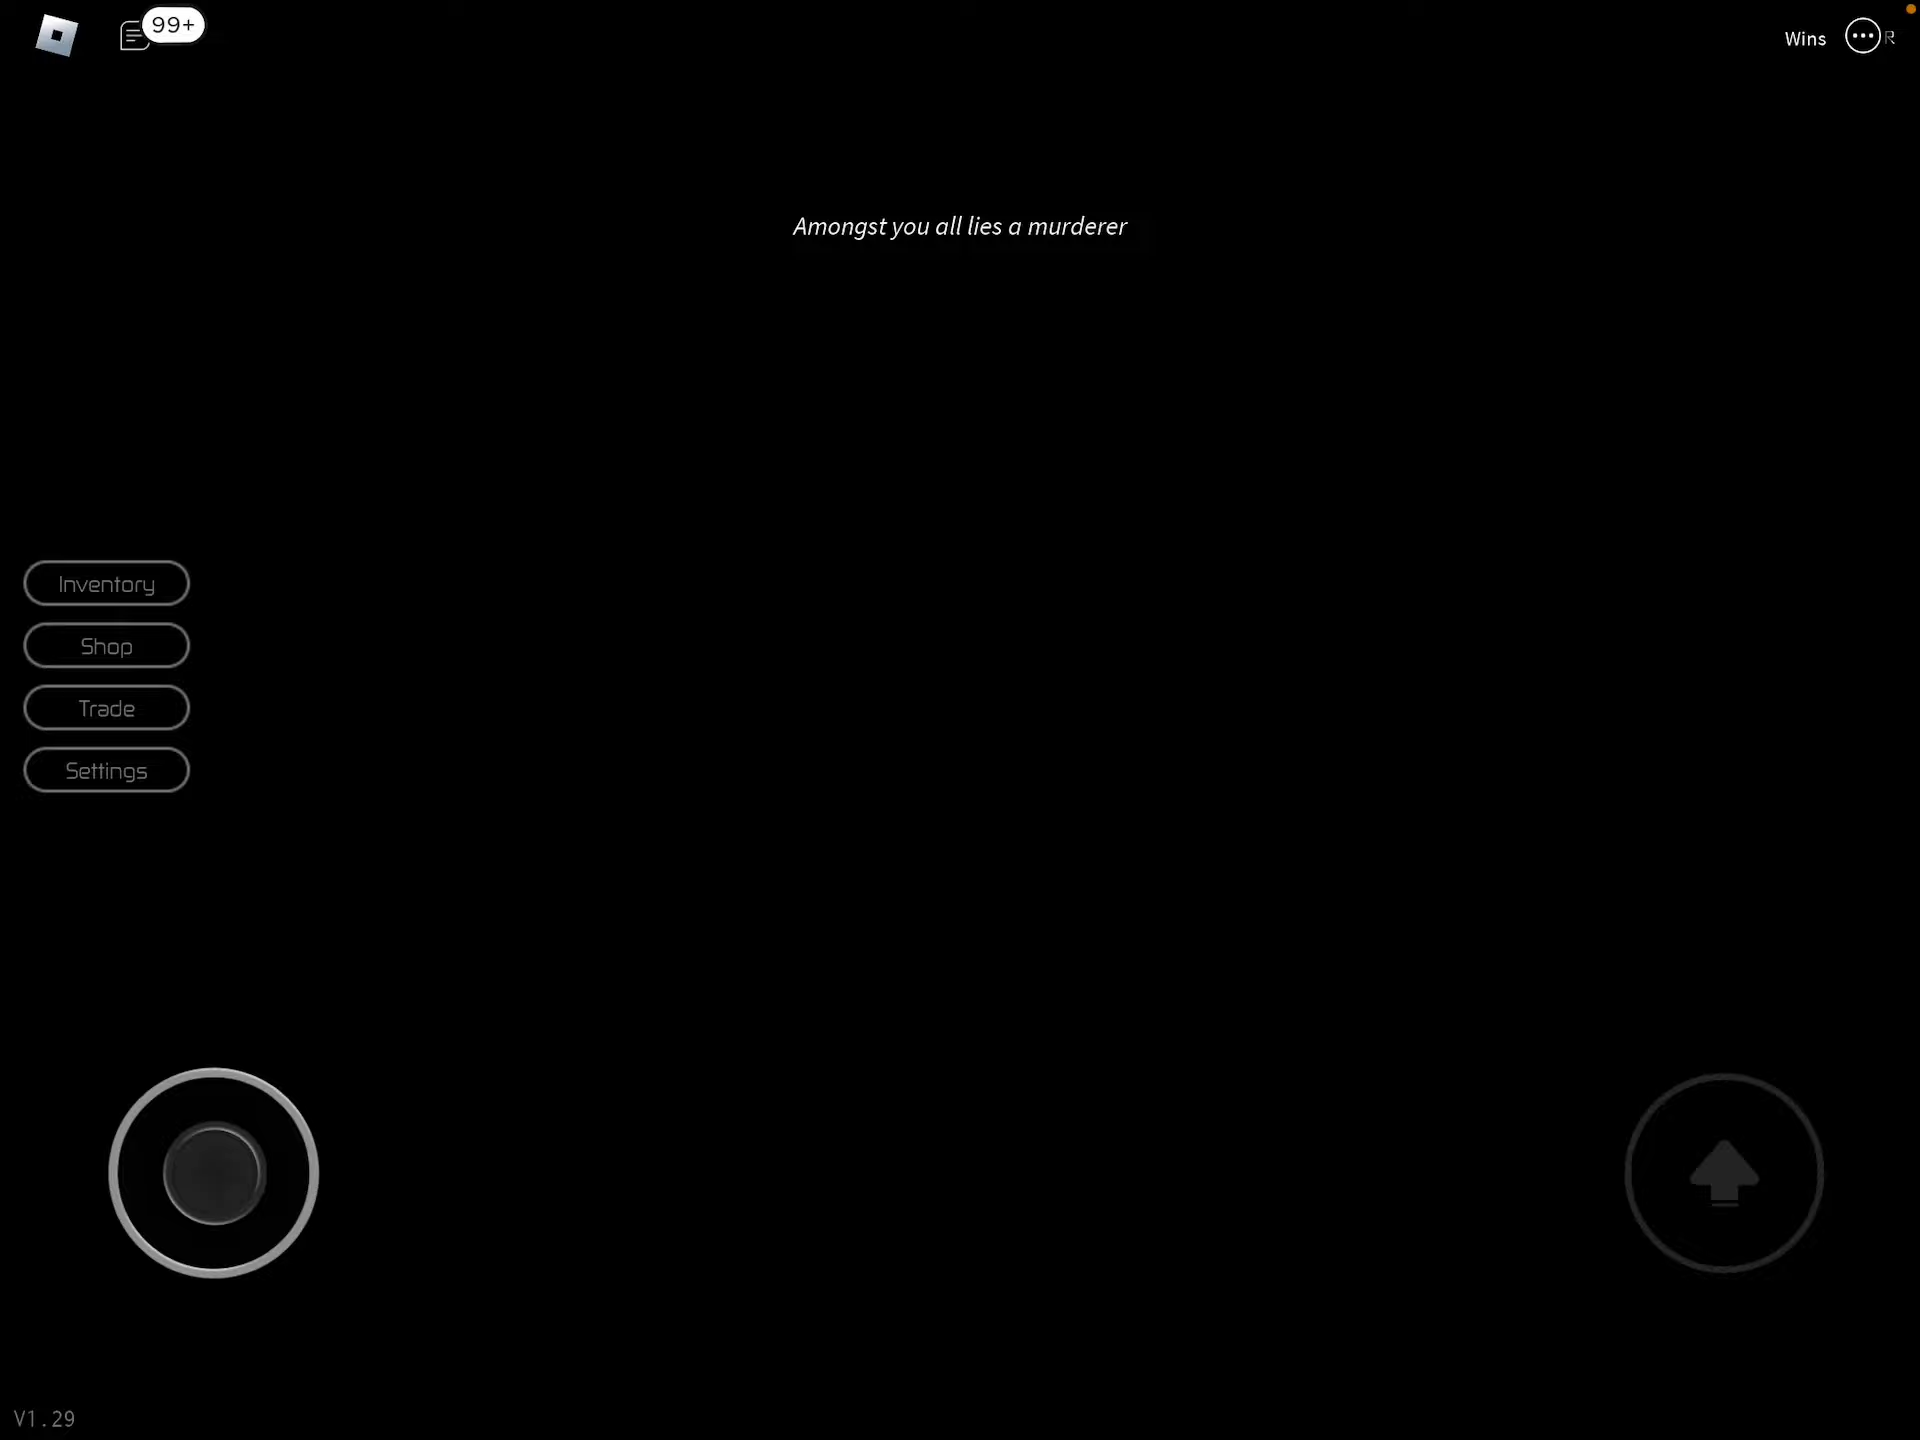 99+
Wins
R
Amongst you all lies a murderer
Inventory
Shop
Trade
Settings
V1.29